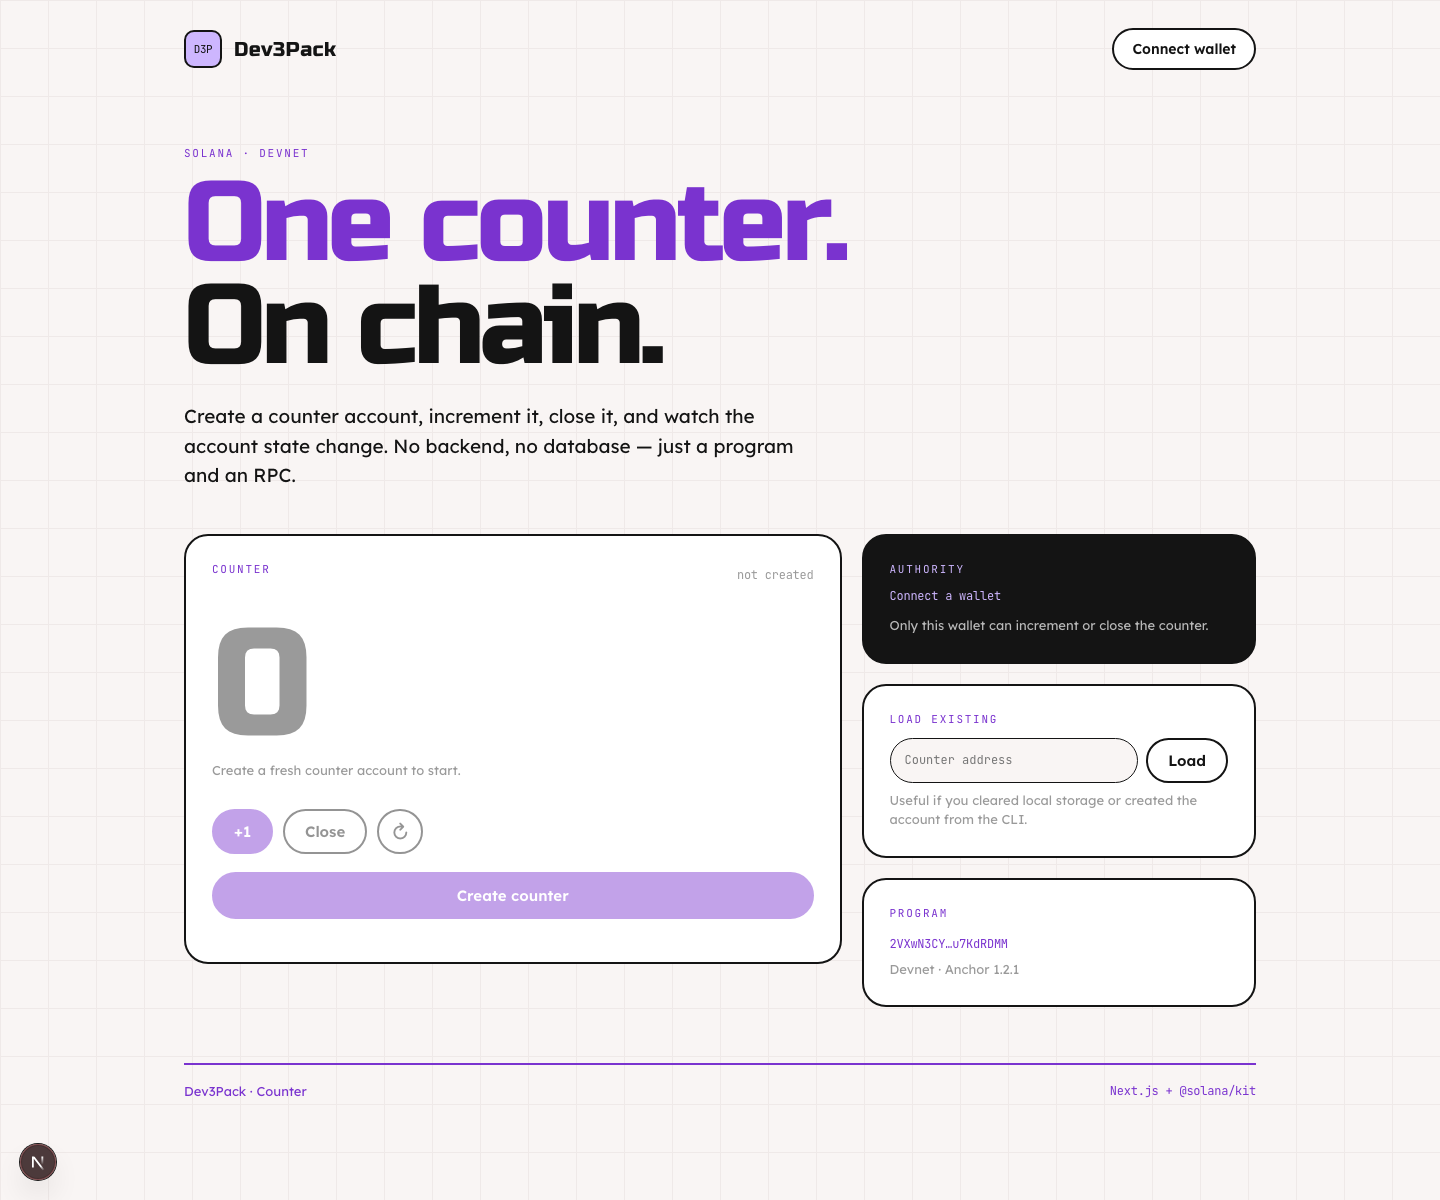 D3P
Dev3Pack
Connect wallet
SOLANA · DEVNET
One counter.
On chain.
Create a counter account, increment it, close it, and watch the
account state change. No backend, no database — just a program
and an RPC.
COUNTER
not created
0
Create a fresh counter account to start.
+1
Close
Create counter
AUTHORITY
Connect a wallet
Only this wallet can increment or close the counter.
LOAD EXISTING
Counter address
Load
Useful if you cleared local storage or created the
account from the CLI.
PROGRAM
2VXwN3CY…u7KdRDMM
Devnet · Anchor 1.2.1
Dev3Pack · Counter
Next.js + @solana/kit
N